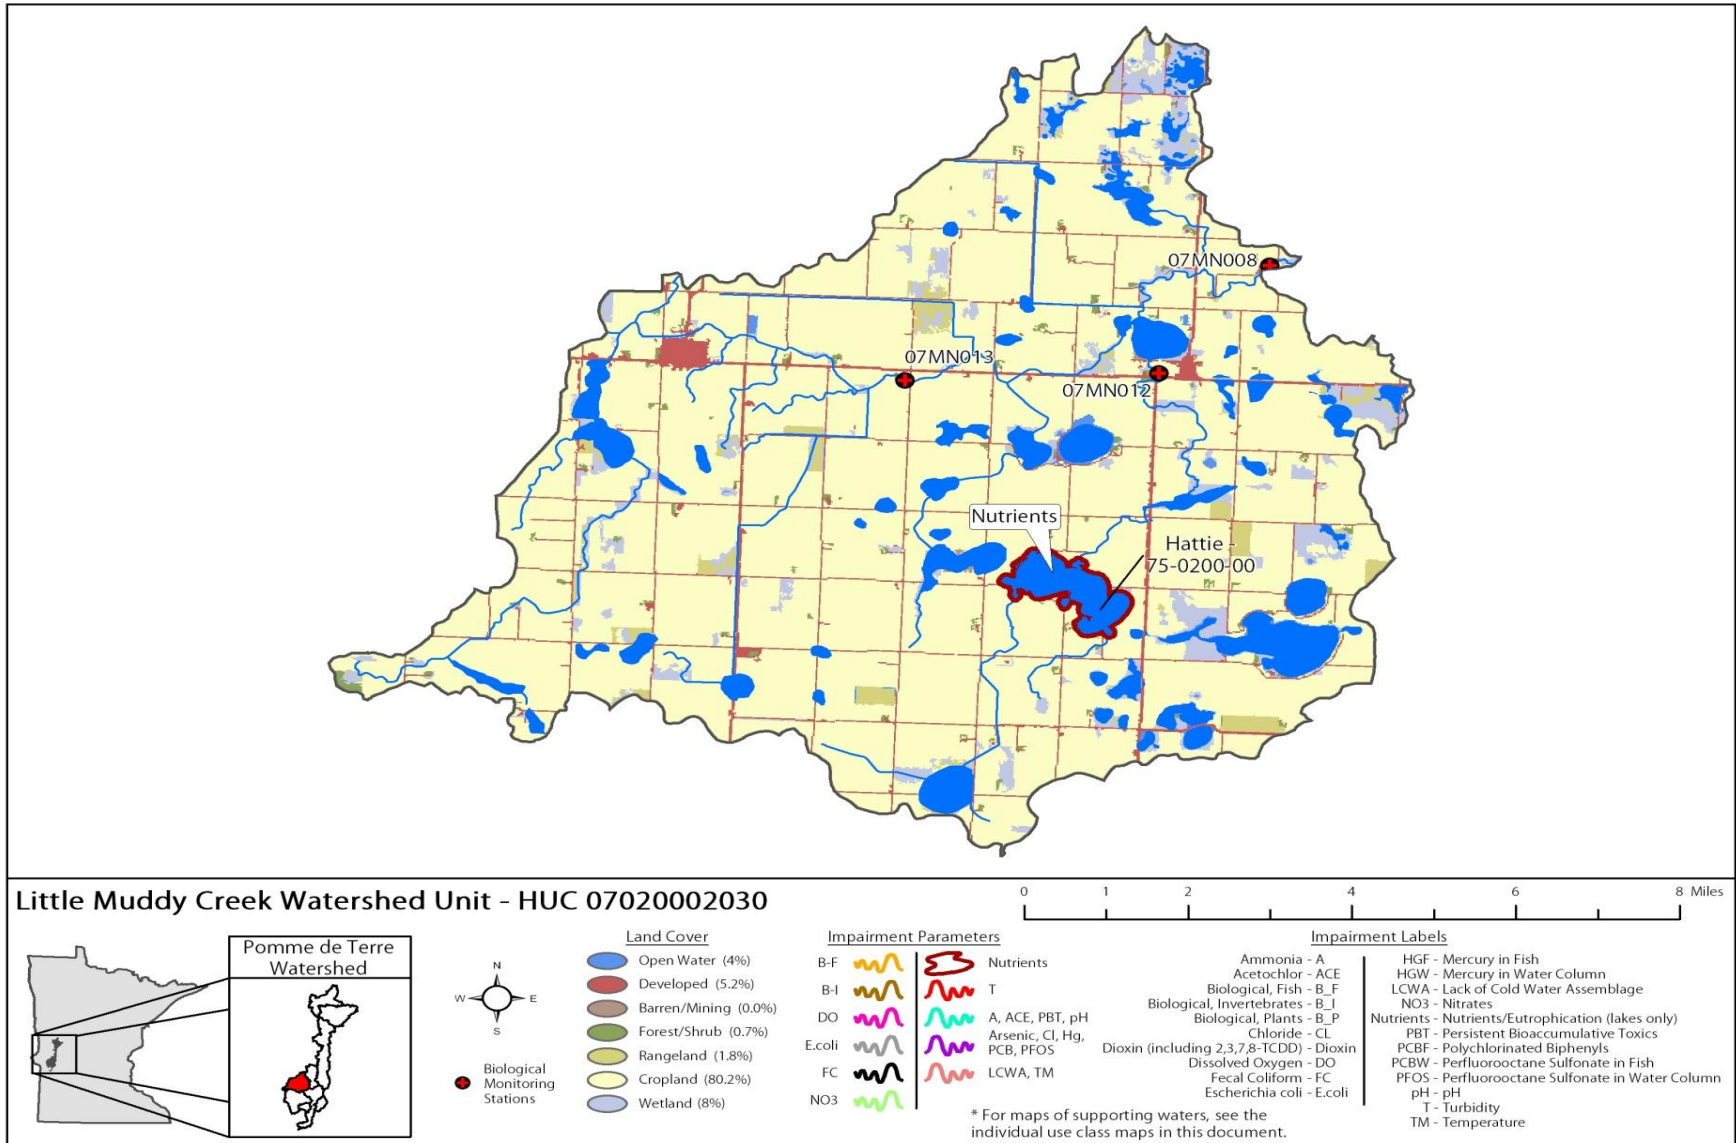 07MN008
07MN013
07MN012
Nutrients
Hattie -
75-0200-00
Little Muddy Creek Watershed Unit - HUC 07020002030
0 1 2 4 6 8 Miles
Pomme de Terre
Watershed
N
W E
S
Biological
Monitoring
Stations
Land Cover
Open Water (4%)
Developed (5.2%)
Barren/Mining (0.0%)
Forest/Shrub (0.7%)
Rangeland (1.8%)
Cropland (80.2%)
Wetland (8%)
Impairment Parameters
B-F
B-I
DO
E.coli
FC
NO3
Nutrients
T
A, ACE, PBT, pH
Arsenic, Cl, Hg,
PCB, PFOS
LCWA, TM
Impairment Labels
Ammonia - A
Acetochlor - ACE
Biological, Fish - B_F
Biological, Invertebrates - B_I
Biological, Plants - B_P
Chloride - CL
Dioxin (including 2,3,7,8-TCDD) - Dioxin
Dissolved Oxygen - DO
Fecal Coliform - FC
Escherichia coli - E.coli
HGF - Mercury in Fish
HGW - Mercury in Water Column
LCWA - Lack of Cold Water Assemblage
NO3 - Nitrates
Nutrients - Nutrients/Eutrophication (lakes only)
PBT - Persistent Bioaccumulative Toxics
PCBF - Polychlorinated Biphenyls
PCBW - Perfluorooctane Sulfonate in Fish
PFOS - Perfluorooctane Sulfonate in Water Column
pH - pH
T - Turbidity
TM - Temperature
* For maps of supporting waters, see the
individual use class maps in this document.